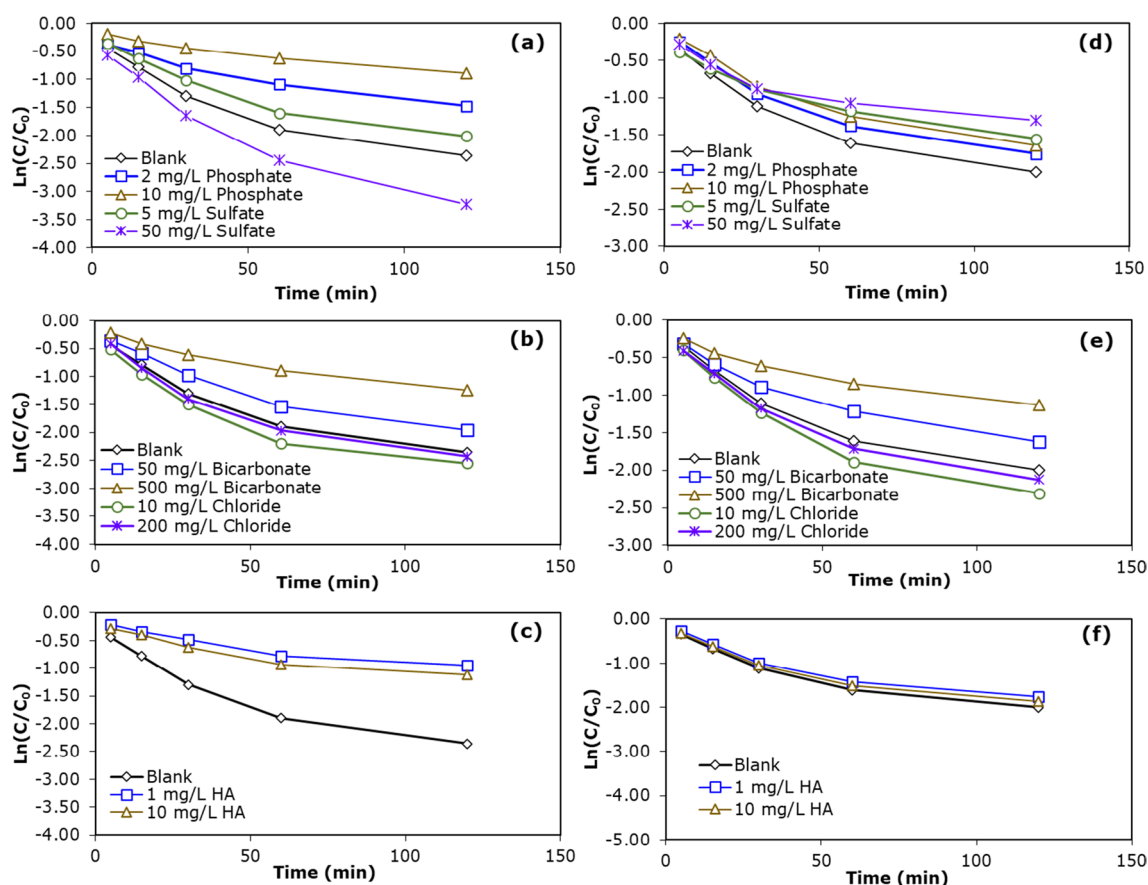 (a)
Ln(C/C₀)
0.00
-0.50
-1.00
-1.50
-2.00
-2.50
-3.00
-3.50
-4.00
Blank
2 mg/L Phosphate
10 mg/L Phosphate
5 mg/L Sulfate
50 mg/L Sulfate
0 50 100 150
Time (min)
(d)
Ln(C/C₀)
0.00
-0.50
-1.00
-1.50
-2.00
-2.50
-3.00
Blank
2 mg/L Phosphate
10 mg/L Phosphate
5 mg/L Sulfate
50 mg/L Sulfate
0 50 100 150
Time (min)
(b)
Ln(C/C₀)
0.00
-0.50
-1.00
-1.50
-2.00
-2.50
-3.00
-3.50
-4.00
Blank
50 mg/L Bicarbonate
500 mg/L Bicarbonate
10 mg/L Chloride
200 mg/L Chloride
0 50 100 150
Time (min)
(e)
Ln(C/C₀)
0.00
-0.50
-1.00
-1.50
-2.00
-2.50
-3.00
Blank
50 mg/L Bicarbonate
500 mg/L Bicarbonate
10 mg/L Chloride
200 mg/L Chloride
0 50 100 150
Time (min)
(c)
Ln(C/C₀)
0.00
-0.50
-1.00
-1.50
-2.00
-2.50
-3.00
-3.50
-4.00
Blank
1 mg/L HA
10 mg/L HA
0 50 100 150
Time (min)
(f)
Ln(C/C₀)
0.00
-1.00
-2.00
-3.00
-4.00
-5.00
Blank
1 mg/L HA
10 mg/L HA
0 50 100 150
Time (min)